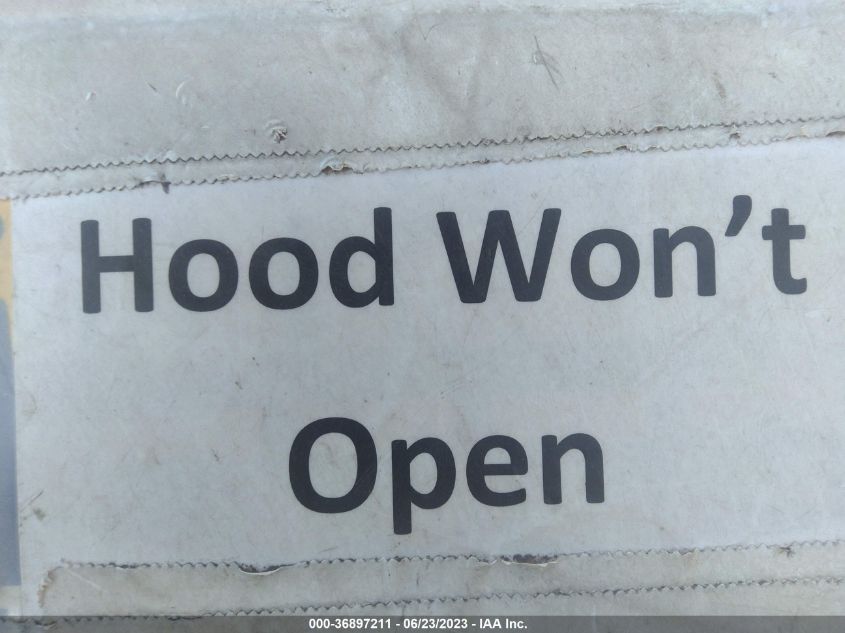 Hood Won’t
Open
000-36897211 - 06/23/2023 - IAA Inc.